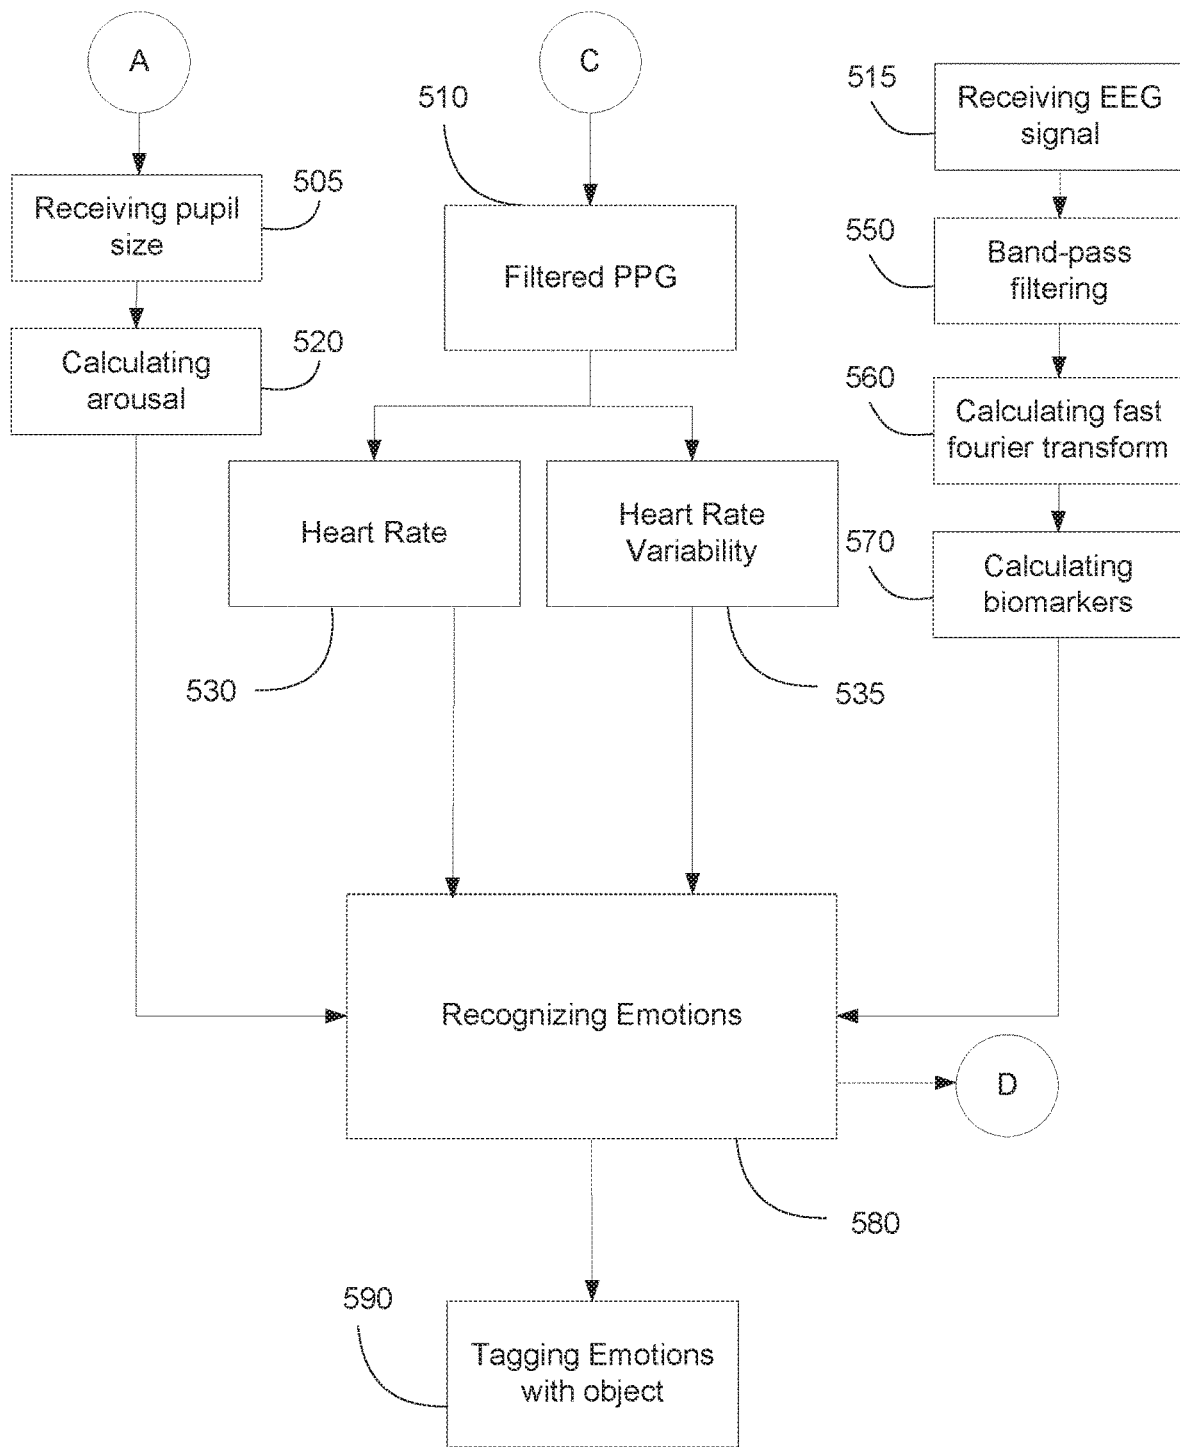 A
C
510
515
Receiving EEG
signal
505
Receiving pupil
size
550
Band-pass
filtering
Filtered PPG
520
Calculating
arousal
560
Calculating fast
fourier transform
Heart Rate
Heart Rate
Variability
570
Calculating
biomarkers
530
535
Recognizing Emotions
D
580
590
Tagging Emotions
with object